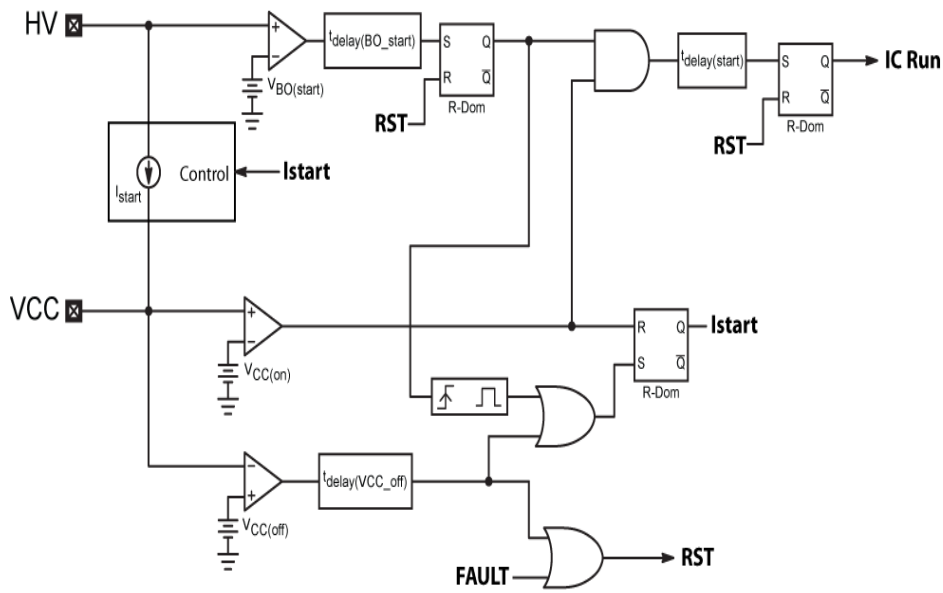 HV
+
−
VBO(start)
tdelay(BO_start)
S Q
R Q̅
R-Dom
RST
tdelay(start)
S Q
R Q̅
R-Dom
RST
IC Run
Istart
Control
Istart
VCC
+
−
VCC(on)
R Q
S Q̅
R-Dom
Istart
−
+
VCC(off)
tdelay(VCC_off)
FAULT
RST